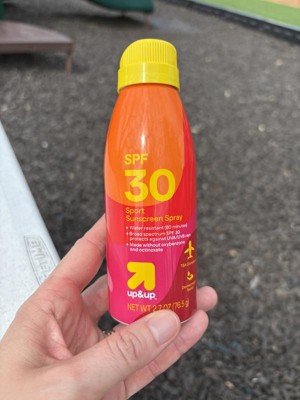 SPF
30
Sport
Sunscreen Spray
• Water resistant (80 minutes)
• Broad spectrum SPF 30
protects against UVA/UVB rays
• Made without oxybenzone
and octinoxate
up&up
NET WT 2.7 OZ (76.5 g)